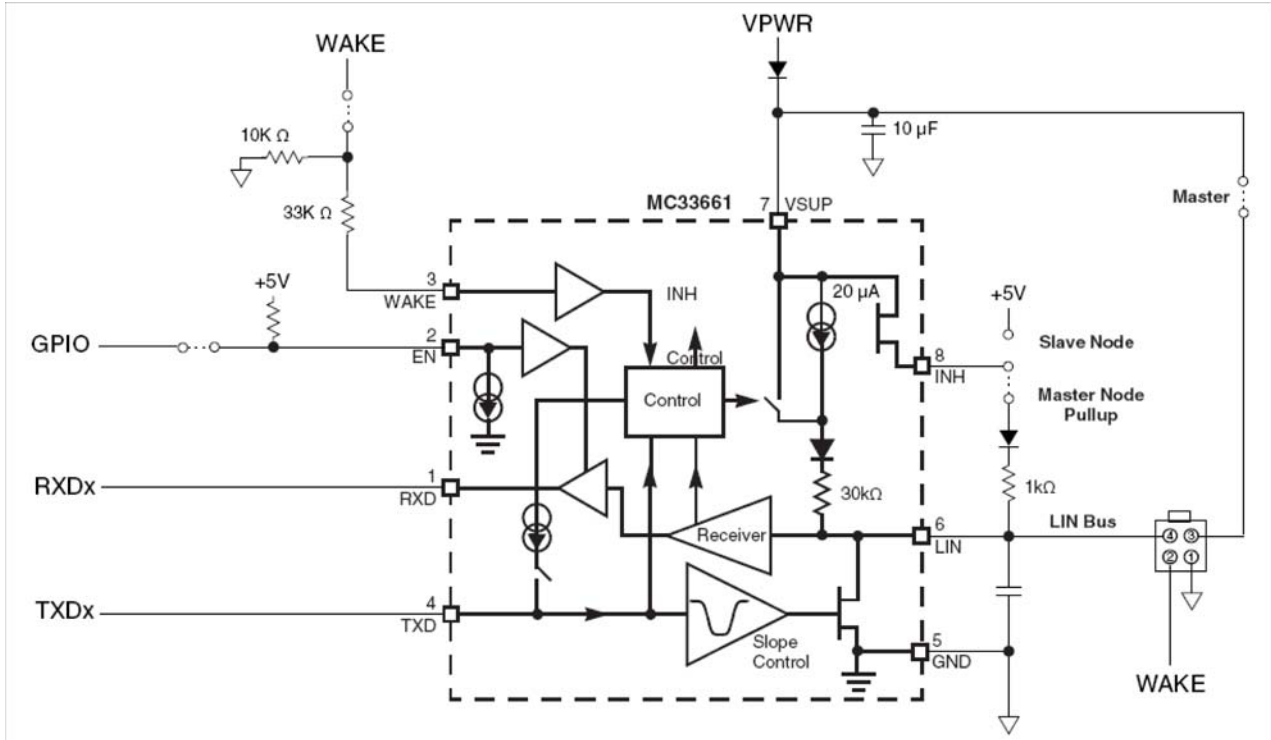 VPWR
WAKE
10 µF
10K Ω
Master
33K Ω
MC33661
7 VSUP
+5V
3
WAKE
INH
20 µA
+5V
GPIO
2
EN
Slave Node
Control
8
INH
Control
Master Node
Pullup
RXDx
1
RXD
30kΩ
1kΩ
Receiver
6
LIN
LIN Bus
4 3
2 1
TXDx
4
TXD
Slope
Control
5
GND
WAKE